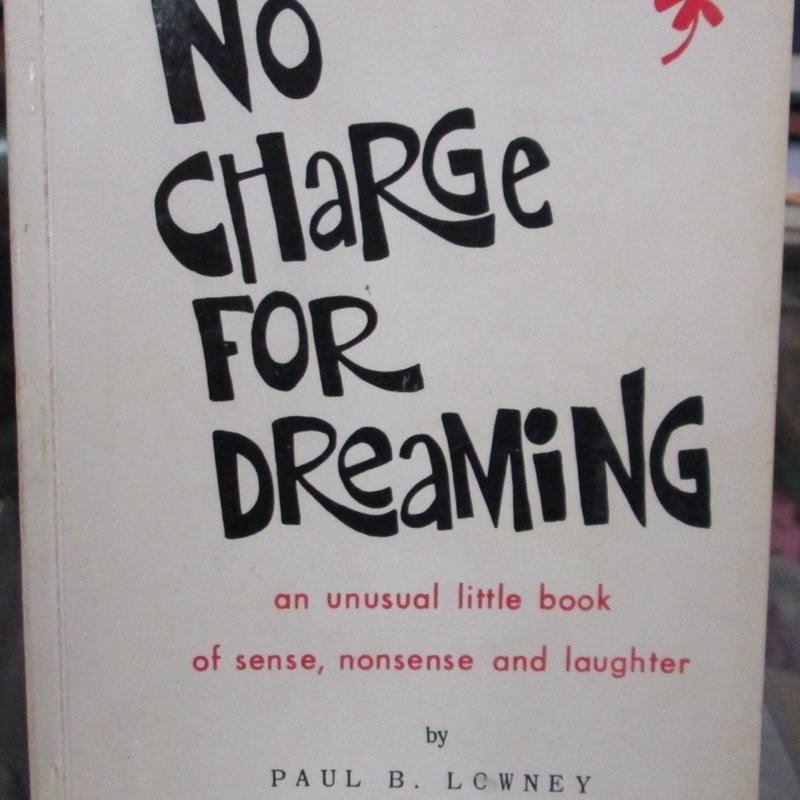 NO
CHaRGe
FOR
DReaMiNG
an unusual little book
of sense, nonsense and laughter
by
PAUL B. LOWNEY